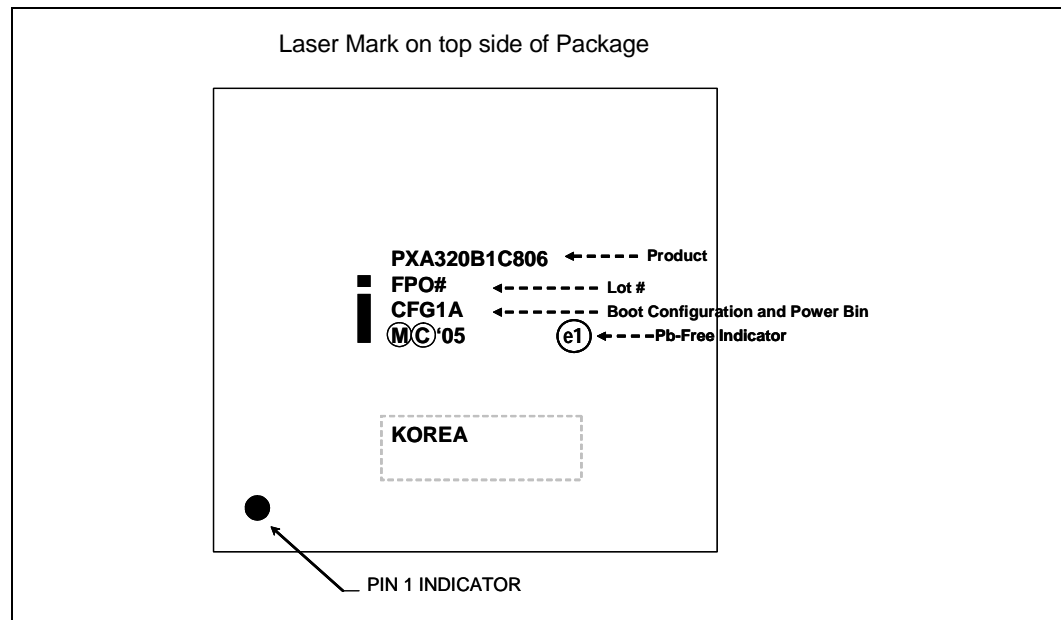 Laser Mark on top side of Package
PXA320B1C806 Product
FPO# Lot #
CFG1A Boot Configuration and Power Bin
Ⓜ Ⓒ '05 e1 Pb-Free Indicator
KOREA
PIN 1 INDICATOR